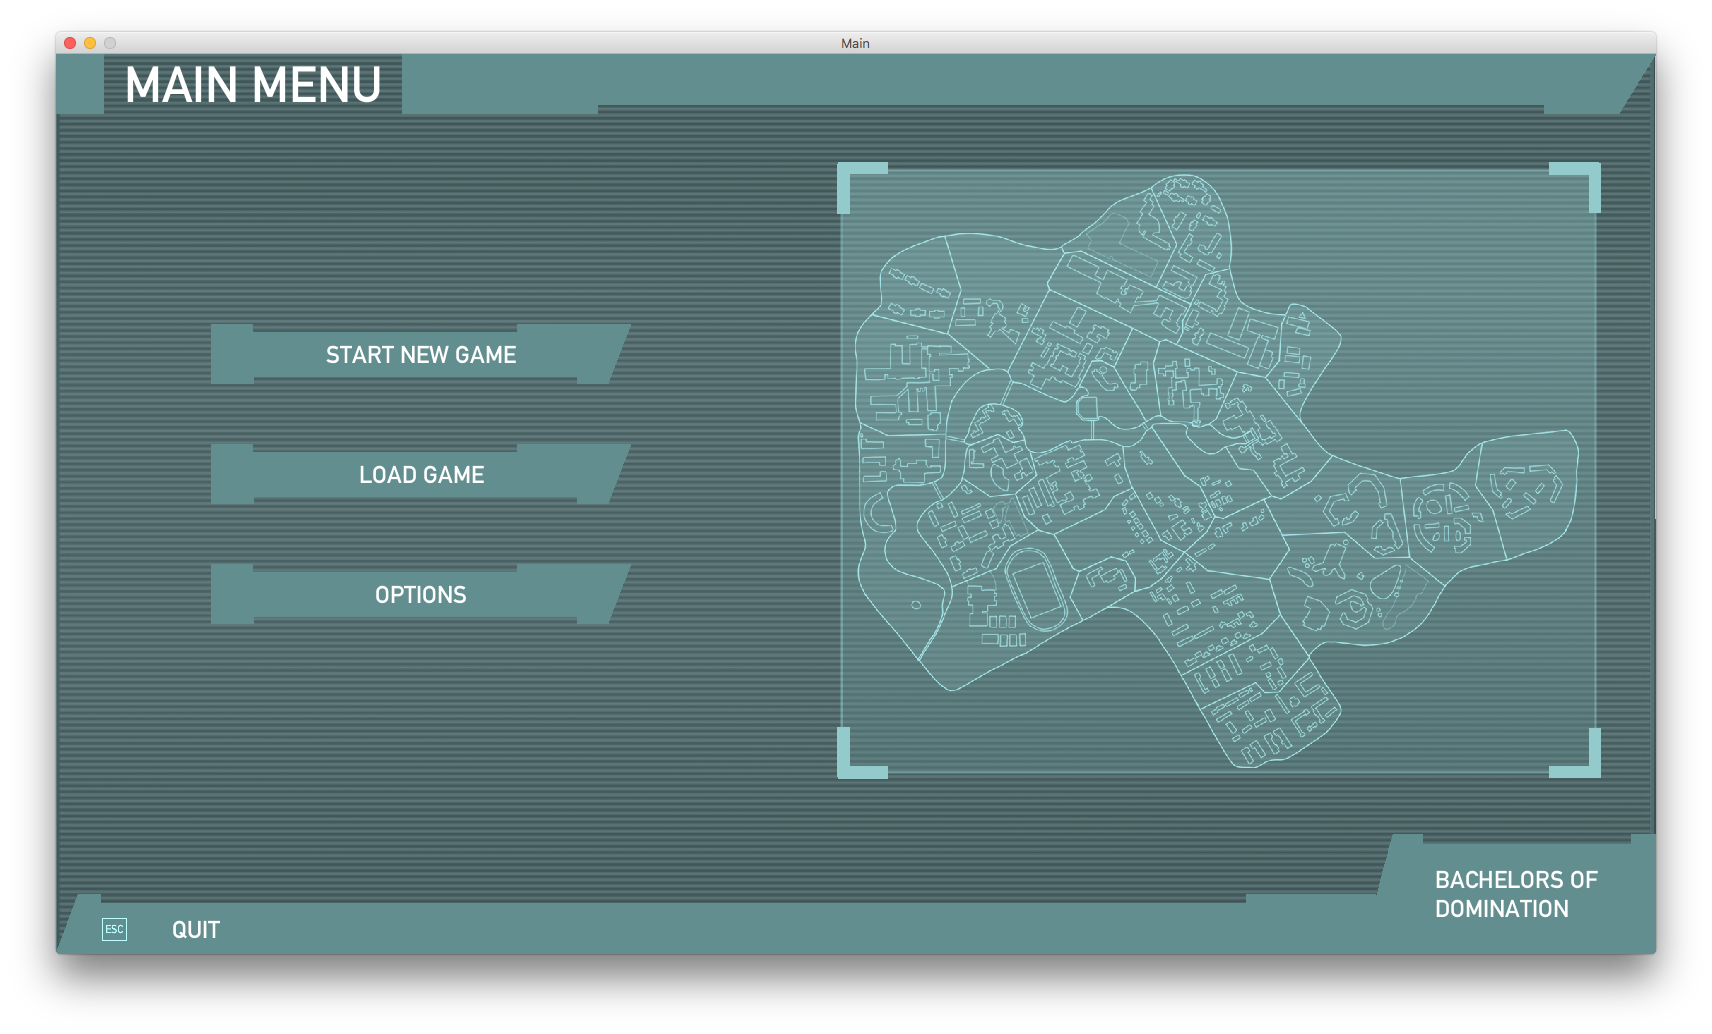 Main
MAIN MENU
START NEW GAME
LOAD GAME
OPTIONS
BACHELORS OF
DOMINATION
ESC
QUIT